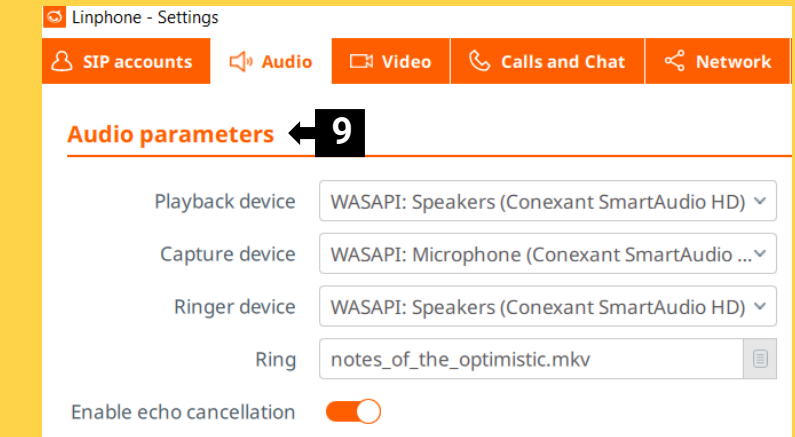 Linphone - Settings
SIP accounts Audio Video Calls and Chat Network
Audio parameters 9
Playback device WASAPI: Speakers (Conexant SmartAudio HD)
Capture device WASAPI: Microphone (Conexant SmartAudio ...
Ringer device WASAPI: Speakers (Conexant SmartAudio HD)
Ring notes_of_the_optimistic.mkv
Enable echo cancellation